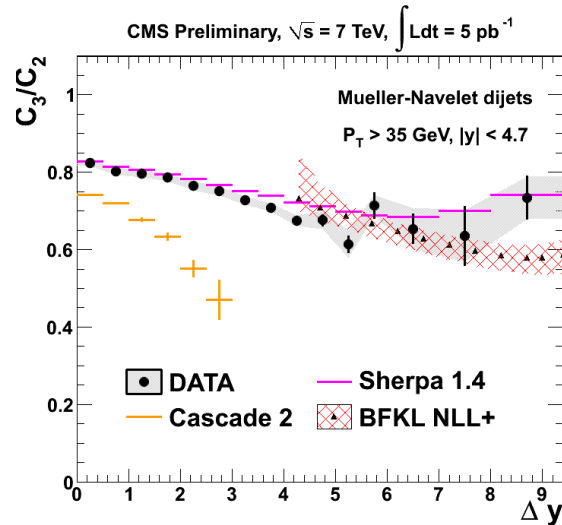 CMS Preliminary, √s = 7 TeV, ∫Ldt = 5 pb⁻¹
C₃/C₂
1
0.8
0.6
0.4
0.2
0
Mueller-Navelet dijets
P_T > 35 GeV, |y| < 4.7
DATA
Sherpa 1.4
Cascade 2
BFKL NLL+
0 1 2 3 4 5 6 7 8 9
Δ y